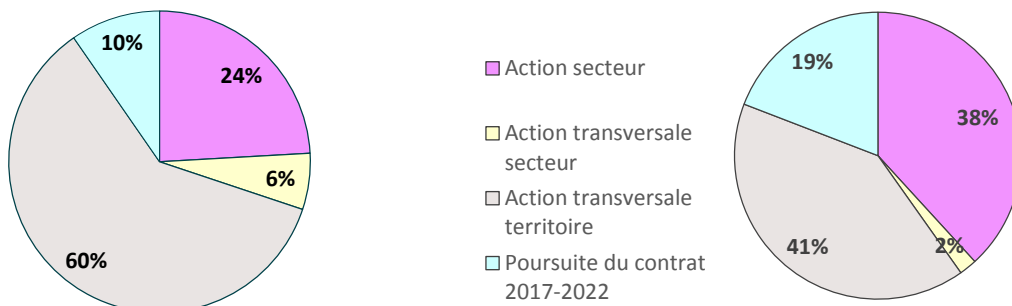 10%
24%
6%
60%
Action secteur
Action transversale
secteur
Action transversale
territoire
Poursuite du contrat
2017-2022
19%
38%
2%
41%